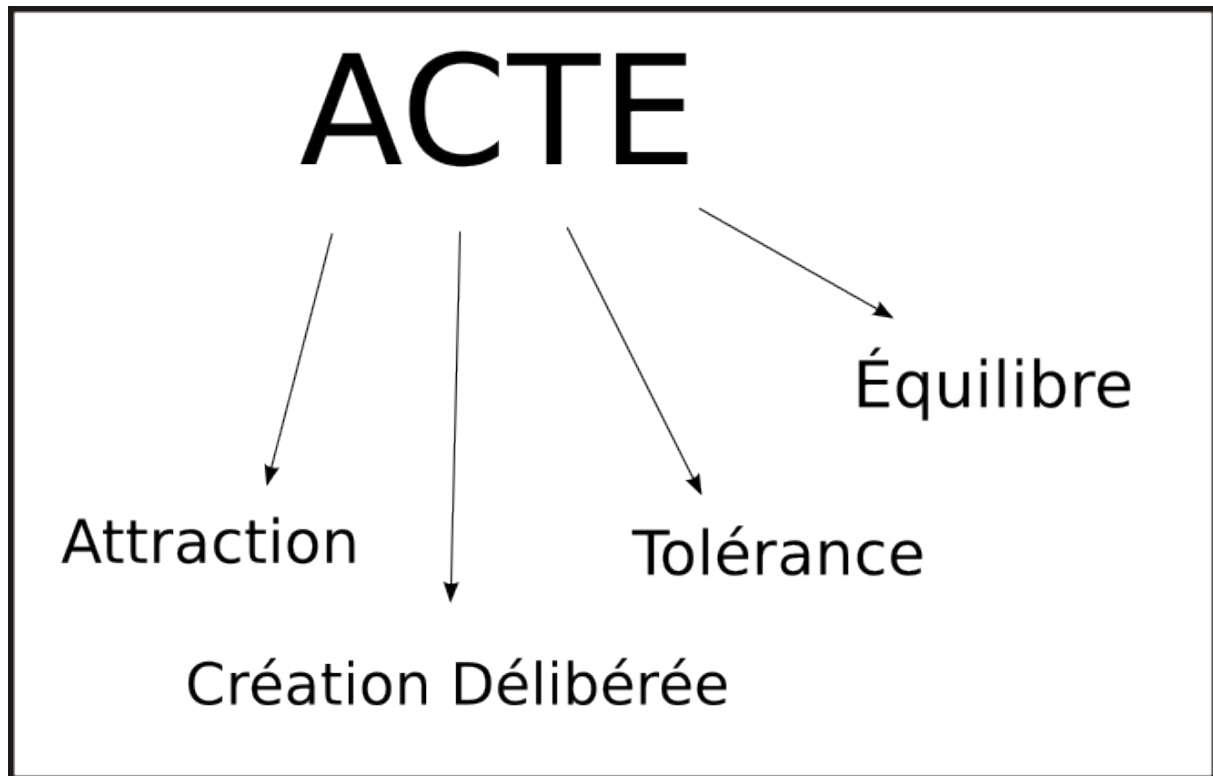 ACTE
Équilibre
Attraction
Tolérance
Création Délibérée